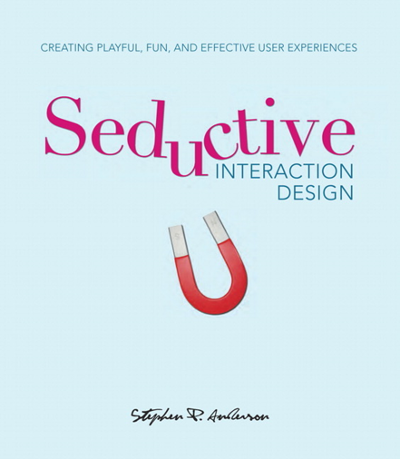 CREATING PLAYFUL, FUN, AND EFFECTIVE USER EXPERIENCES
Seductive
INTERACTION
DESIGN
Stephen P. Anderson